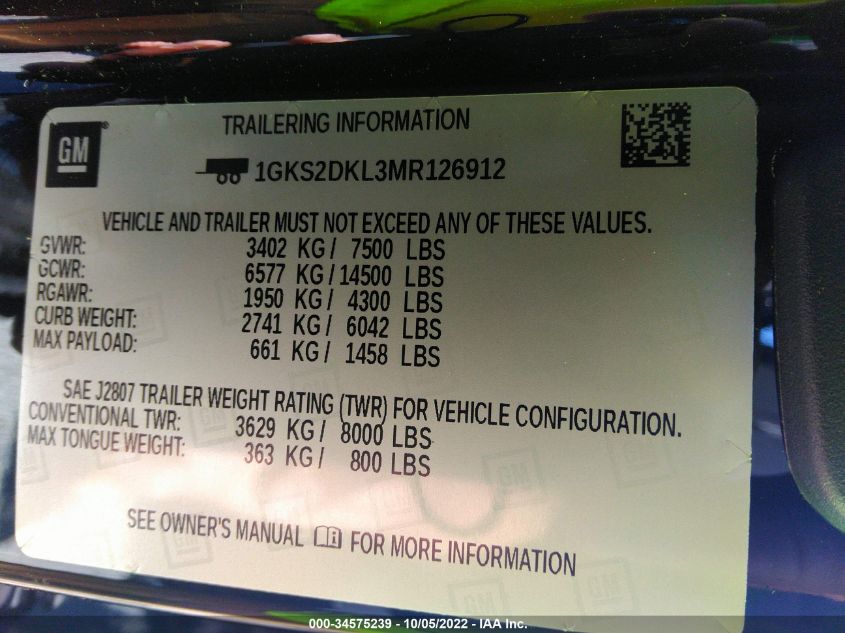 TRAILERING INFORMATION
GM®
1GKS2DKL3MR126912
VEHICLE AND TRAILER MUST NOT EXCEED ANY OF THESE VALUES.
GVWR: 3402 KG / 7500 LBS
GCWR: 6577 KG / 14500 LBS
RGAWR: 1950 KG / 4300 LBS
CURB WEIGHT: 2741 KG / 6042 LBS
MAX PAYLOAD: 661 KG / 1458 LBS
SAE J2807 TRAILER WEIGHT RATING (TWR) FOR VEHICLE CONFIGURATION.
CONVENTIONAL TWR: 3629 KG / 8000 LBS
MAX TONGUE WEIGHT: 363 KG / 800 LBS
SEE OWNER'S MANUAL FOR MORE INFORMATION
000-34575239 - 10/05/2022 - IAA Inc.